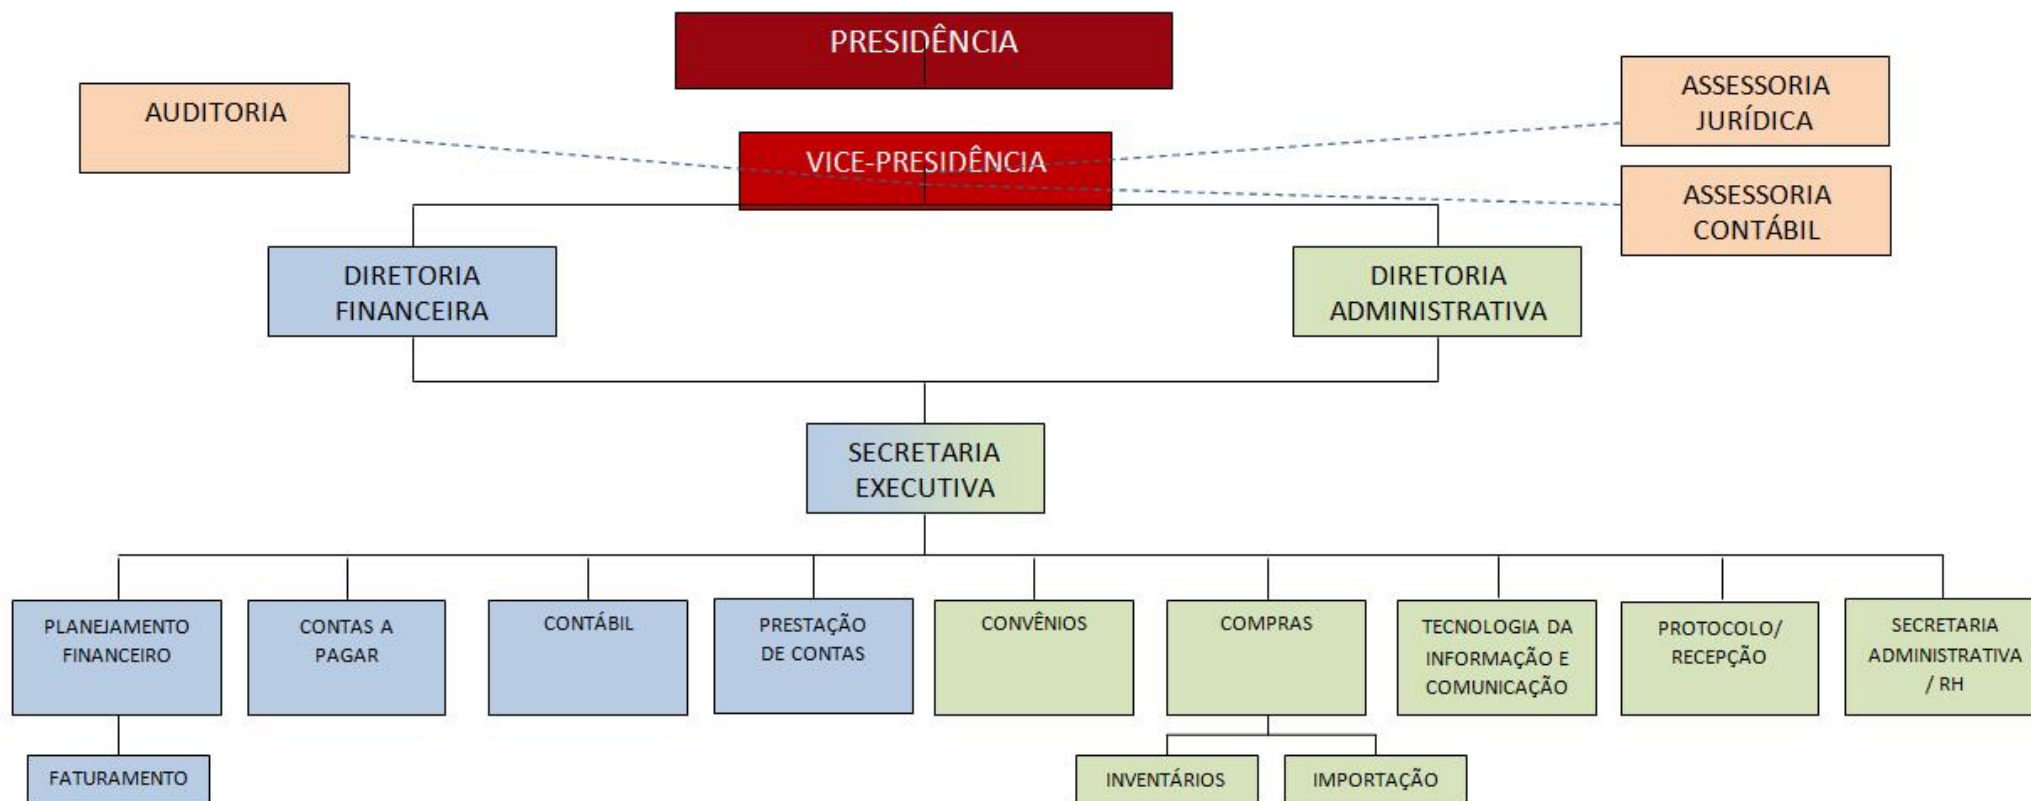 PRESIDÊNCIA
AUDITORIA
ASSESSORIA
JURÍDICA
VICE-PRESIDÊNCIA
ASSESSORIA
CONTÁBIL
DIRETORIA
FINANCEIRA
DIRETORIA
ADMINISTRATIVA
SECRETARIA
EXECUTIVA
PLANEJAMENTO
FINANCEIRO
CONTAS A
PAGAR
CONTÁBIL
PRESTAÇÃO
DE CONTAS
CONVÊNIOS
COMPRAS
TECNOLOGIA DA
INFORMAÇÃO E
COMUNICAÇÃO
PROTOCOLO/
RECEPÇÃO
SECRETARIA
ADMINISTRATIVA
/ RH
FATURAMENTO
INVENTÁRIOS
IMPORTAÇÃO